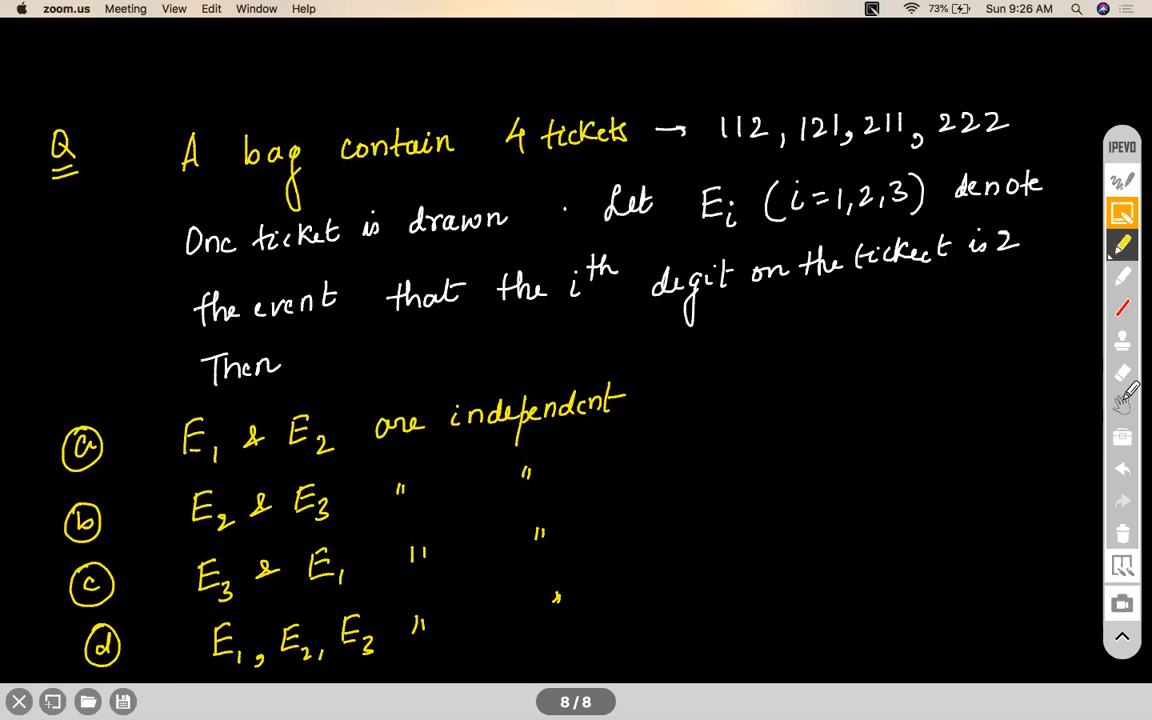 zoom.us Meeting View Edit Window Help 73% Sun 9:26 AM
Q A bag contain 4 tickets → 112, 121, 211, 222
IPEVO
One ticket is drawn . Let Ei (i=1,2,3) denote
the event that the ith degit on the tickect is 2
Then
(a) E1 & E2 are independent
(b) E2 & E3 " "
(c) E3 & E1 " "
(d) E1, E2, E3 " "
8/8